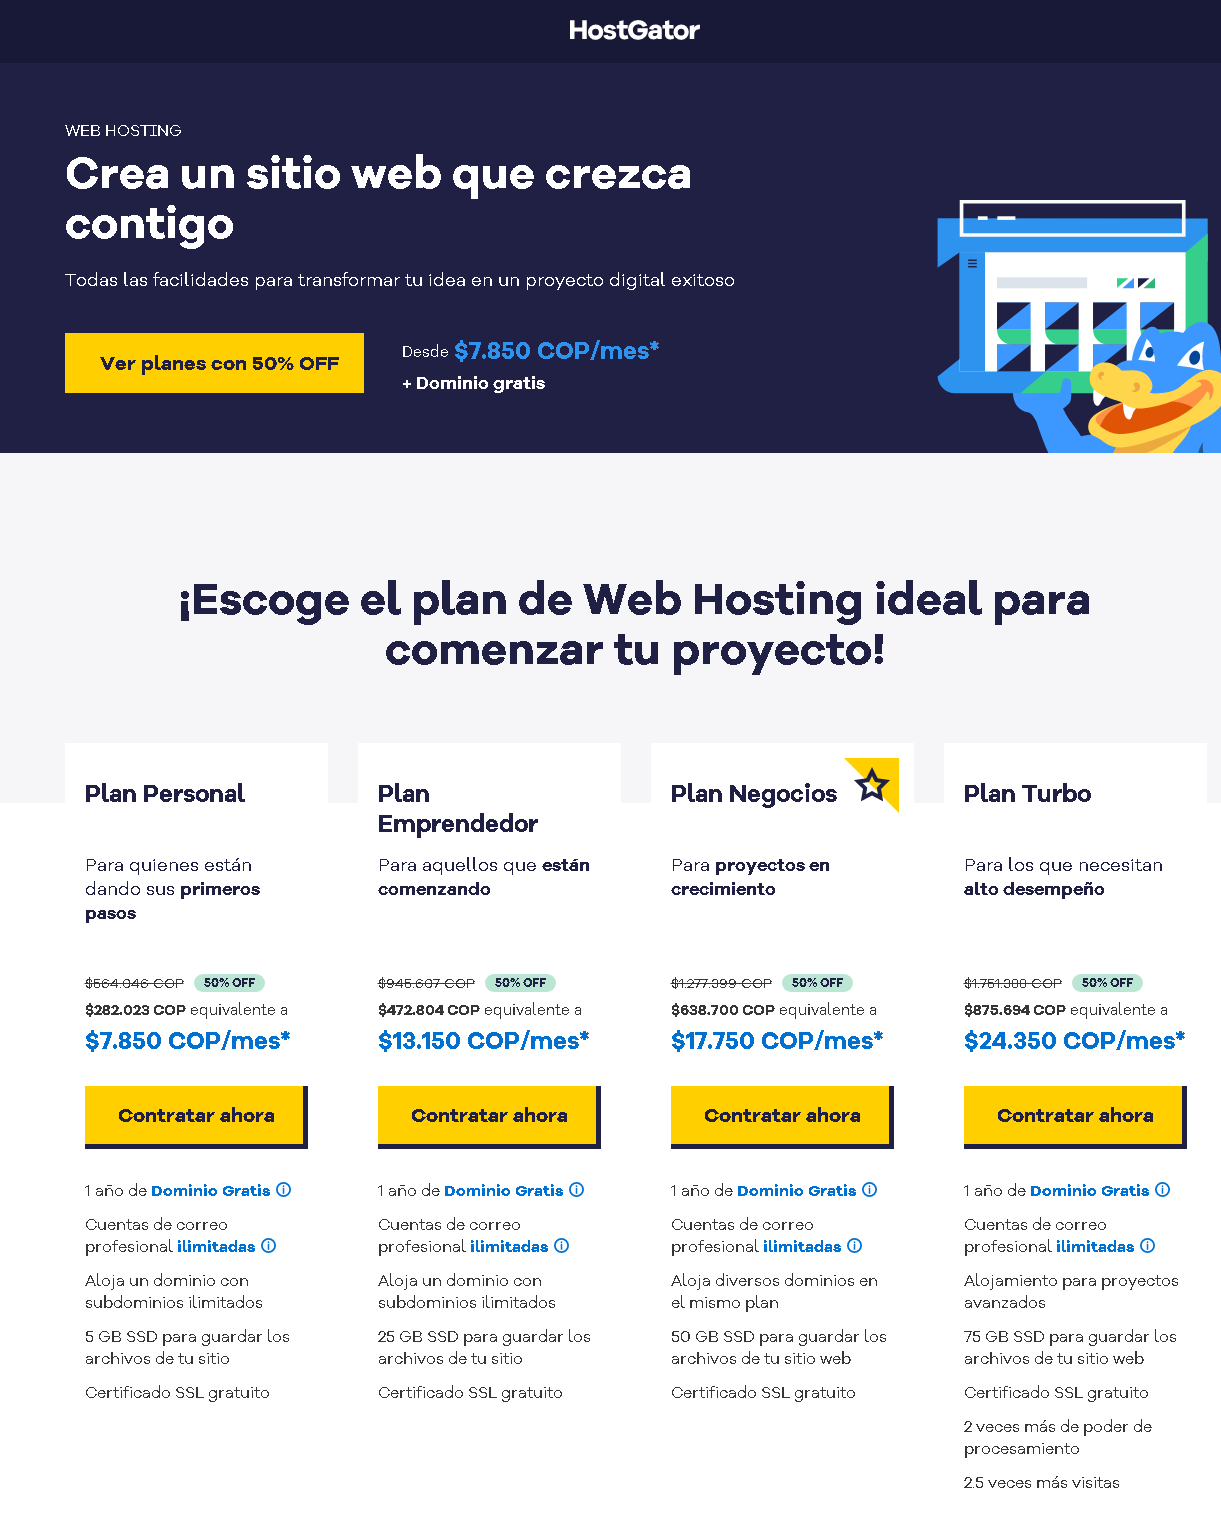 HostGator
WEB HOSTING
Crea un sitio web que crezca
contigo
Todas las facilidades para transformar tu idea en un proyecto digital exitoso
Ver planes con 50% OFF
Desde $7.850 COP/mes*
+ Dominio gratis
¡Escoge el plan de Web Hosting ideal para
comenzar tu proyecto!
Plan Personal
Para quienes están
dando sus primeros
pasos
$564.046 COP 50% OFF
$282.023 COP equivalente a
$7.850 COP/mes*
Contratar ahora
1 año de Dominio Gratis
Cuentas de correo
profesional ilimitadas
Aloja un dominio con
subdominios ilimitados
5 GB SSD para guardar los
archivos de tu sitio
Certificado SSL gratuito
Plan
Emprendedor
Para aquellos que están
comenzando
$945.607 COP 50% OFF
$472.804 COP equivalente a
$13.150 COP/mes*
Contratar ahora
1 año de Dominio Gratis
Cuentas de correo
profesional ilimitadas
Aloja un dominio con
subdominios ilimitados
25 GB SSD para guardar los
archivos de tu sitio
Certificado SSL gratuito
Plan Negocios
Para proyectos en
crecimiento
$1.277.399 COP 50% OFF
$638.700 COP equivalente a
$17.750 COP/mes*
Contratar ahora
1 año de Dominio Gratis
Cuentas de correo
profesional ilimitadas
Aloja diversos dominios en
el mismo plan
50 GB SSD para guardar los
archivos de tu sitio web
Certificado SSL gratuito
Plan Turbo
Para los que necesitan
alto desempeño
$1.751.388 COP 50% OFF
$875.694 COP equivalente a
$24.350 COP/mes*
Contratar ahora
1 año de Dominio Gratis
Cuentas de correo
profesional ilimitadas
Alojamiento para proyectos
avanzados
75 GB SSD para guardar los
archivos de tu sitio web
Certificado SSL gratuito
2 veces más de poder de
procesamiento
2.5 veces más visitas